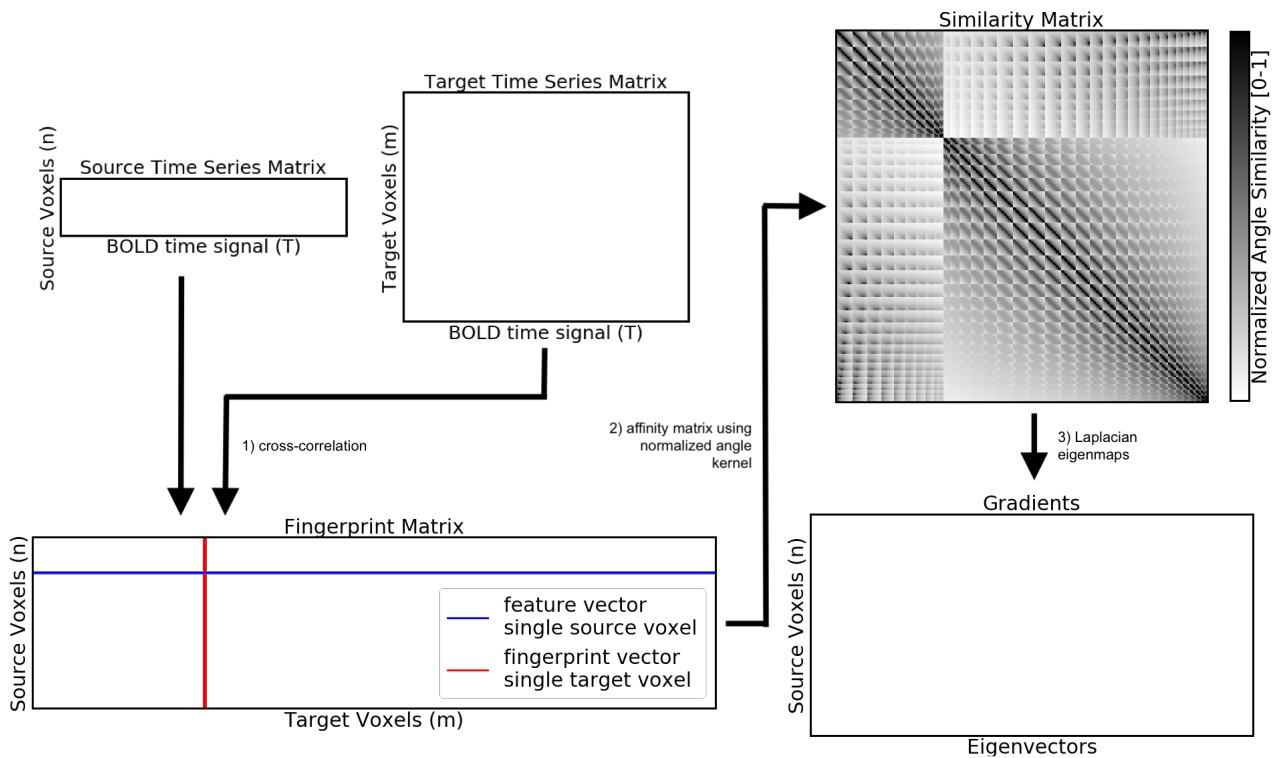 Source Time Series Matrix
Source Voxels (n)
BOLD time signal (T)
Target Time Series Matrix
Target Voxels (m)
BOLD time signal (T)
1) cross-correlation
Fingerprint Matrix
Source Voxels (n)
feature vector
single source voxel
fingerprint vector
single target voxel
Target Voxels (m)
2) affinity matrix using
normalized angle
kernel
Similarity Matrix
Normalized Angle Similarity [0-1]
3) Laplacian
eigenmaps
Gradients
Source Voxels (n)
Eigenvectors